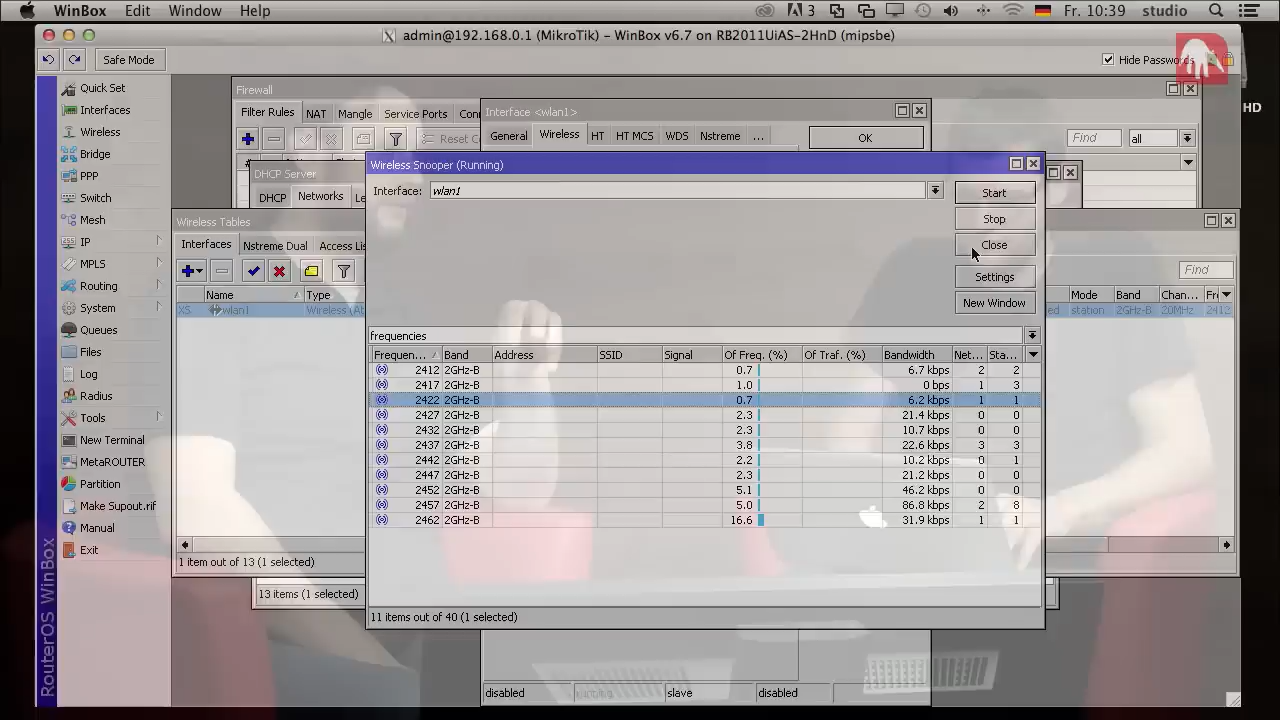 WinBox Edit Window Help 3 Fr. 10:39 studio
admin@192.168.0.1 (MikroTik) – WinBox v6.7 on RB2011UiAS-2HnD (mipsbe)
Safe Mode Hide Passwords
HD
RouterOS WinBox
Quick Set
Interfaces
Wireless
Bridge
PPP
Switch
Mesh
IP
MPLS
Routing
System
Queues
Files
Log
Radius
Tools
New Terminal
MetaROUTER
Partition
Make Supout.rif
Manual
Exit
Firewall
Filter Rules NAT Mangle Service Ports
Reset C
Find all
Interface <wlan1>
General Wireless HT HT MCS WDS Nstreme ... OK
DHCP Server
DHCP Networks
Wireless Tables
Interfaces Nstreme Dual Access Lis
Find
Name Type Mode Band Chan...
XS wlan1 station 2GHz-B 20MHz 2412
1 item out of 13 (1 selected)
13 items (1 selected)
Wireless Snooper (Running)
Interface: wlan1
Start
Stop
Close
Settings
New Window
frequencies
Frequen... Band Address SSID Signal Of Freq. (%) Of Traf. (%) Bandwidth Net... Sta...
2412 2GHz-B 0.7 6.7 kbps 2 2
2417 2GHz-B 1.0 0 bps 1 3
2422 2GHz-B 0.7 6.2 kbps 1 1
2427 2GHz-B 2.3 21.4 kbps 0 0
2432 2GHz-B 2.3 10.7 kbps 0 0
2437 2GHz-B 3.8 22.6 kbps 3 3
2442 2GHz-B 2.2 10.2 kbps 0 1
2447 2GHz-B 2.3 21.2 kbps 0 0
2452 2GHz-B 5.1 46.2 kbps 0 0
2457 2GHz-B 5.0 86.8 kbps 2 8
2462 2GHz-B 16.6 31.9 kbps 1 1
11 items out of 40 (1 selected)
disabled running slave disabled